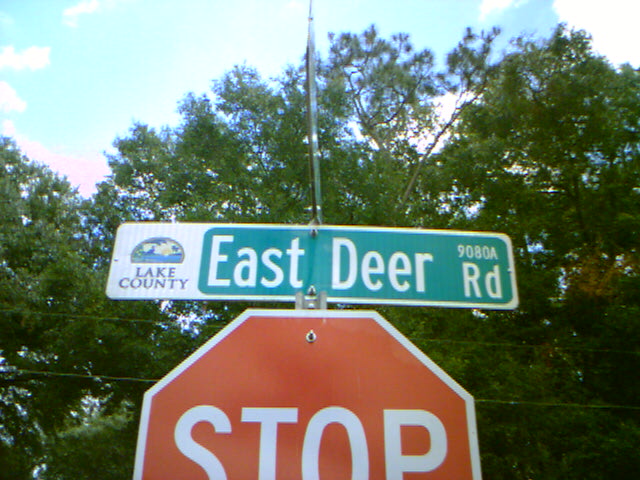 LAKE
COUNTY
East Deer Rd
9080A
STOP